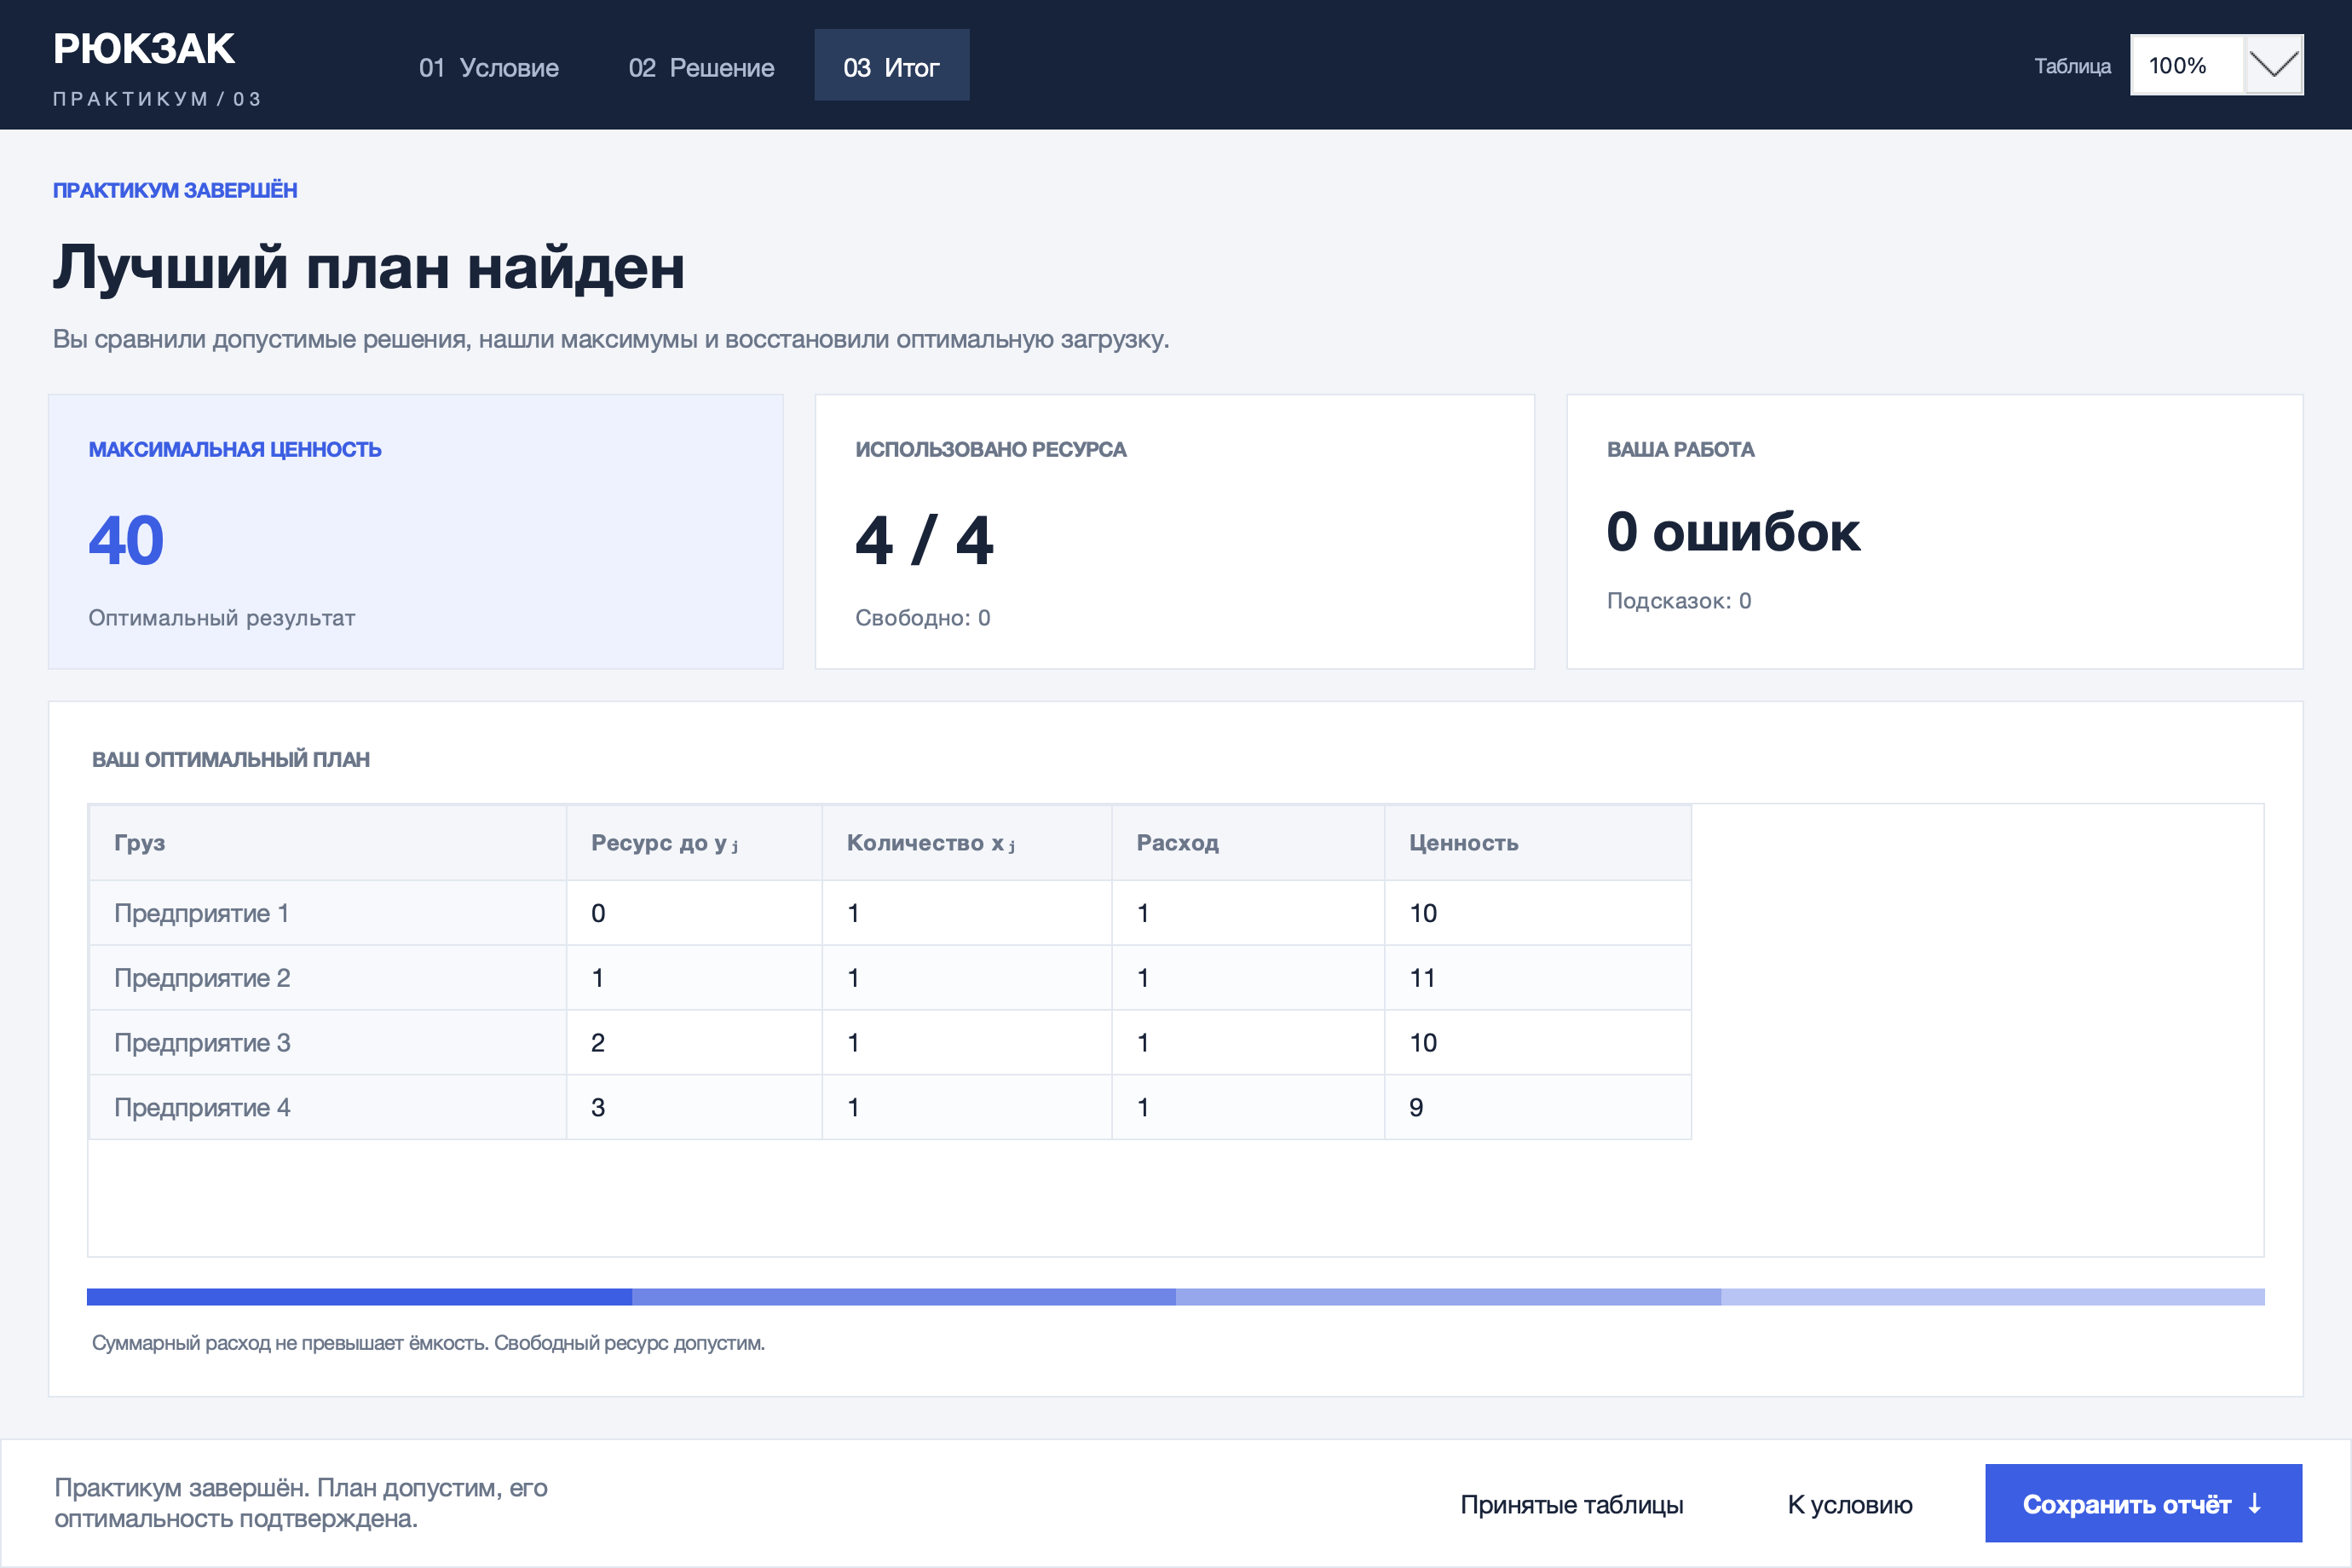 РЮКЗАК
ПРАКТИКУМ / 03
01 Условие
02 Решение
03 Итог
Таблица
100%
ПРАКТИКУМ ЗАВЕРШЁН
Лучший план найден
Вы сравнили допустимые решения, нашли максимумы и восстановили оптимальную загрузку.
МАКСИМАЛЬНАЯ ЦЕННОСТЬ
40
Оптимальный результат
ИСПОЛЬЗОВАНО РЕСУРСА
4 / 4
Свободно: 0
ВАША РАБОТА
0 ошибок
Подсказок: 0
ВАШ ОПТИМАЛЬНЫЙ ПЛАН
Груз Ресурс до y j Количество x j Расход Ценность
Предприятие 1 0 1 1 10
Предприятие 2 1 1 1 11
Предприятие 3 2 1 1 10
Предприятие 4 3 1 1 9
Суммарный расход не превышает ёмкость. Свободный ресурс допустим.
Практикум завершён. План допустим, его
оптимальность подтверждена.
Принятые таблицы
К условию
Сохранить отчёт ↓